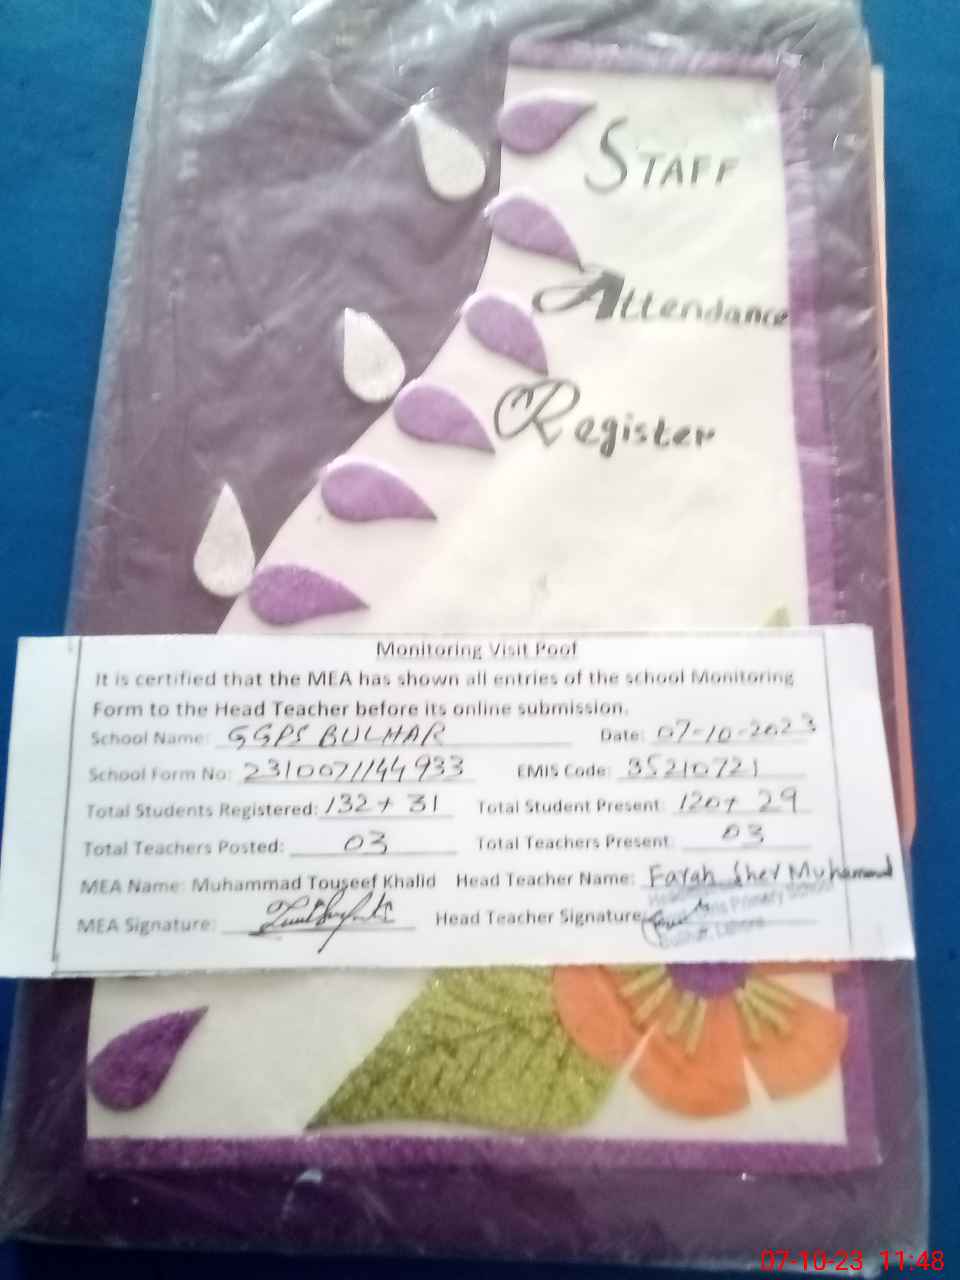 STAFF
Attendance
Register
Monitoring Visit Poof
It is certified that the MEA has shown all entries of the school Monitoring
Form to the Head Teacher before its online submission.
School Name: GGPS BULHAR Date: 07-10-2023
School Form No: 2310071144933 EMIS Code: 35210721
Total Students Registered: 132+ 31 Total Student Present: 120+ 29
Total Teachers Posted: 03 Total Teachers Present: 03
MEA Name: Muhammad Touseef Khalid Head Teacher Name: Farah Sher Muhammad
MEA Signature: Head Teacher Signature:
Primary School
Bulhar, Lahore
07-10-23 11:48